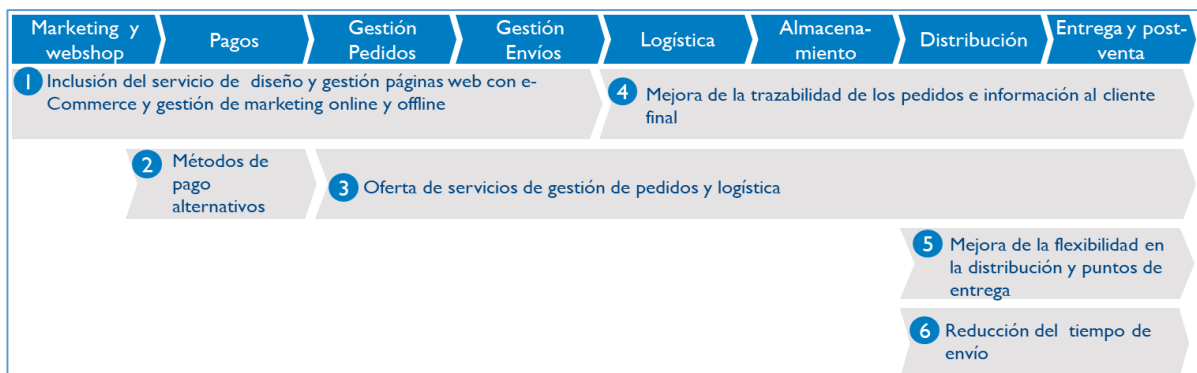 Marketing y
webshop
Pagos
Gestión
Pedidos
Gestión
Envíos
Logística
Almacena-
miento
Distribución
Entrega y post-
venta
1 Inclusión del servicio de diseño y gestión páginas web con e-
Commerce y gestión de marketing online y offline
4 Mejora de la trazabilidad de los pedidos e información al cliente
final
2 Métodos de
pago
alternativos
3 Oferta de servicios de gestión de pedidos y logística
5 Mejora de la flexibilidad en
la distribución y puntos de
entrega
6 Reducción del tiempo de
envío